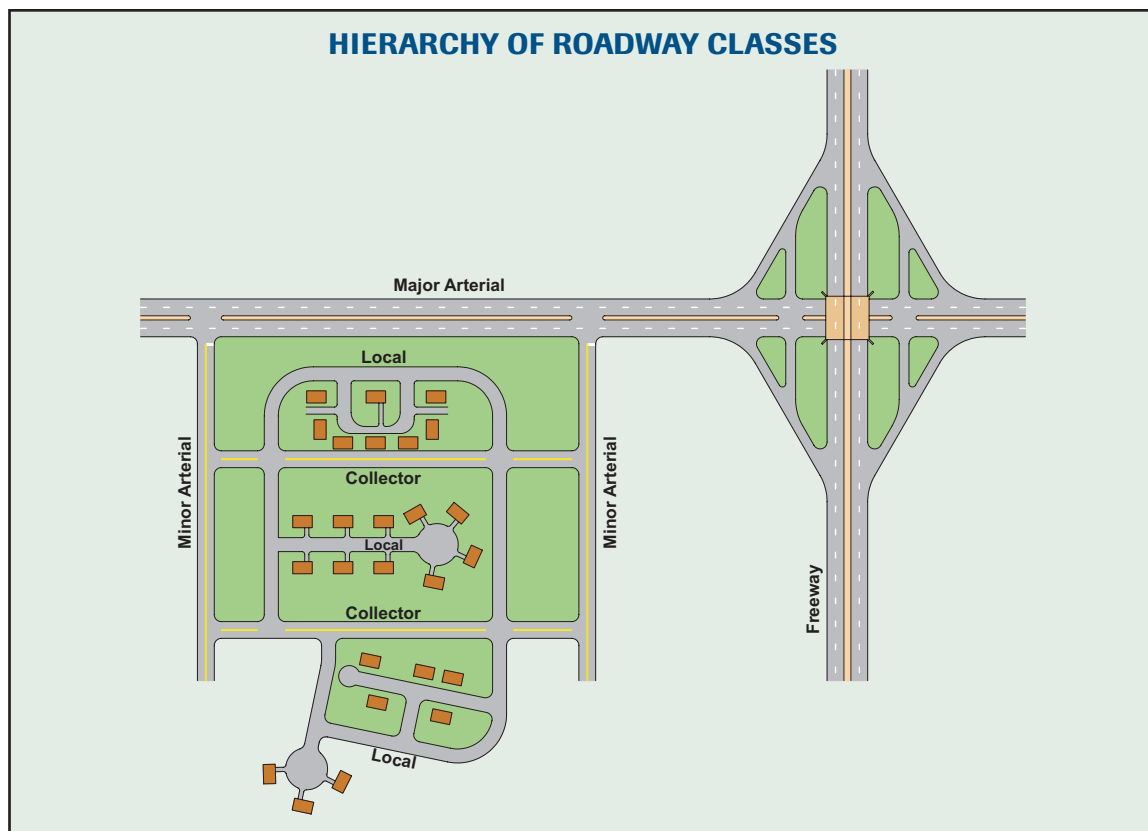 HIERARCHY OF ROADWAY CLASSES
Major Arterial
Local
Minor Arterial
Collector
Minor Arterial
Local
Freeway
Collector
Local